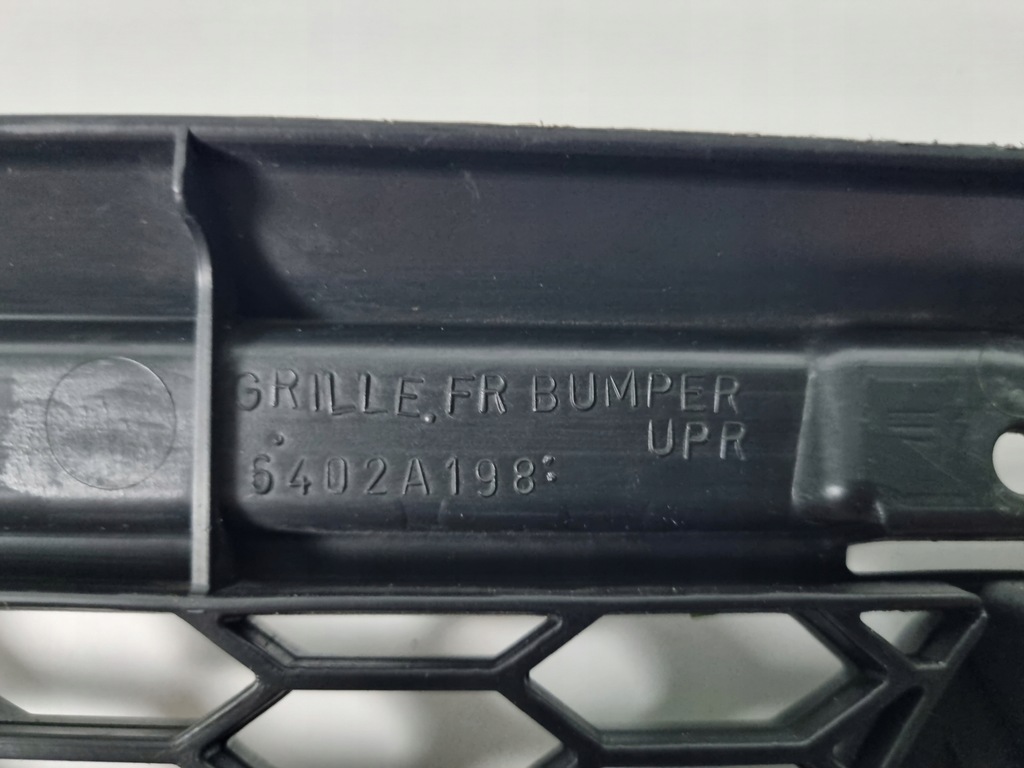 GRILLE, FR BUMPER
UPR
6402A198